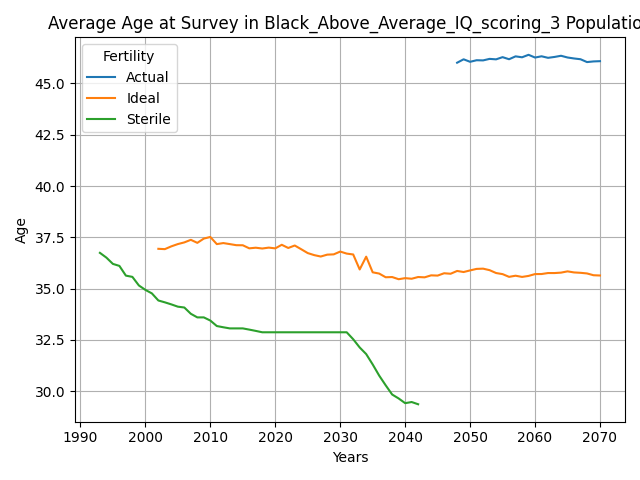 Average Age at Survey in Black_Above_Average_IQ_scoring_3 Populatio
Fertility
Actual
Ideal
Sterile
45.0
42.5
40.0
37.5
35.0
32.5
30.0
Age
1990 2000 2010 2020 2030 2040 2050 2060 2070
Years